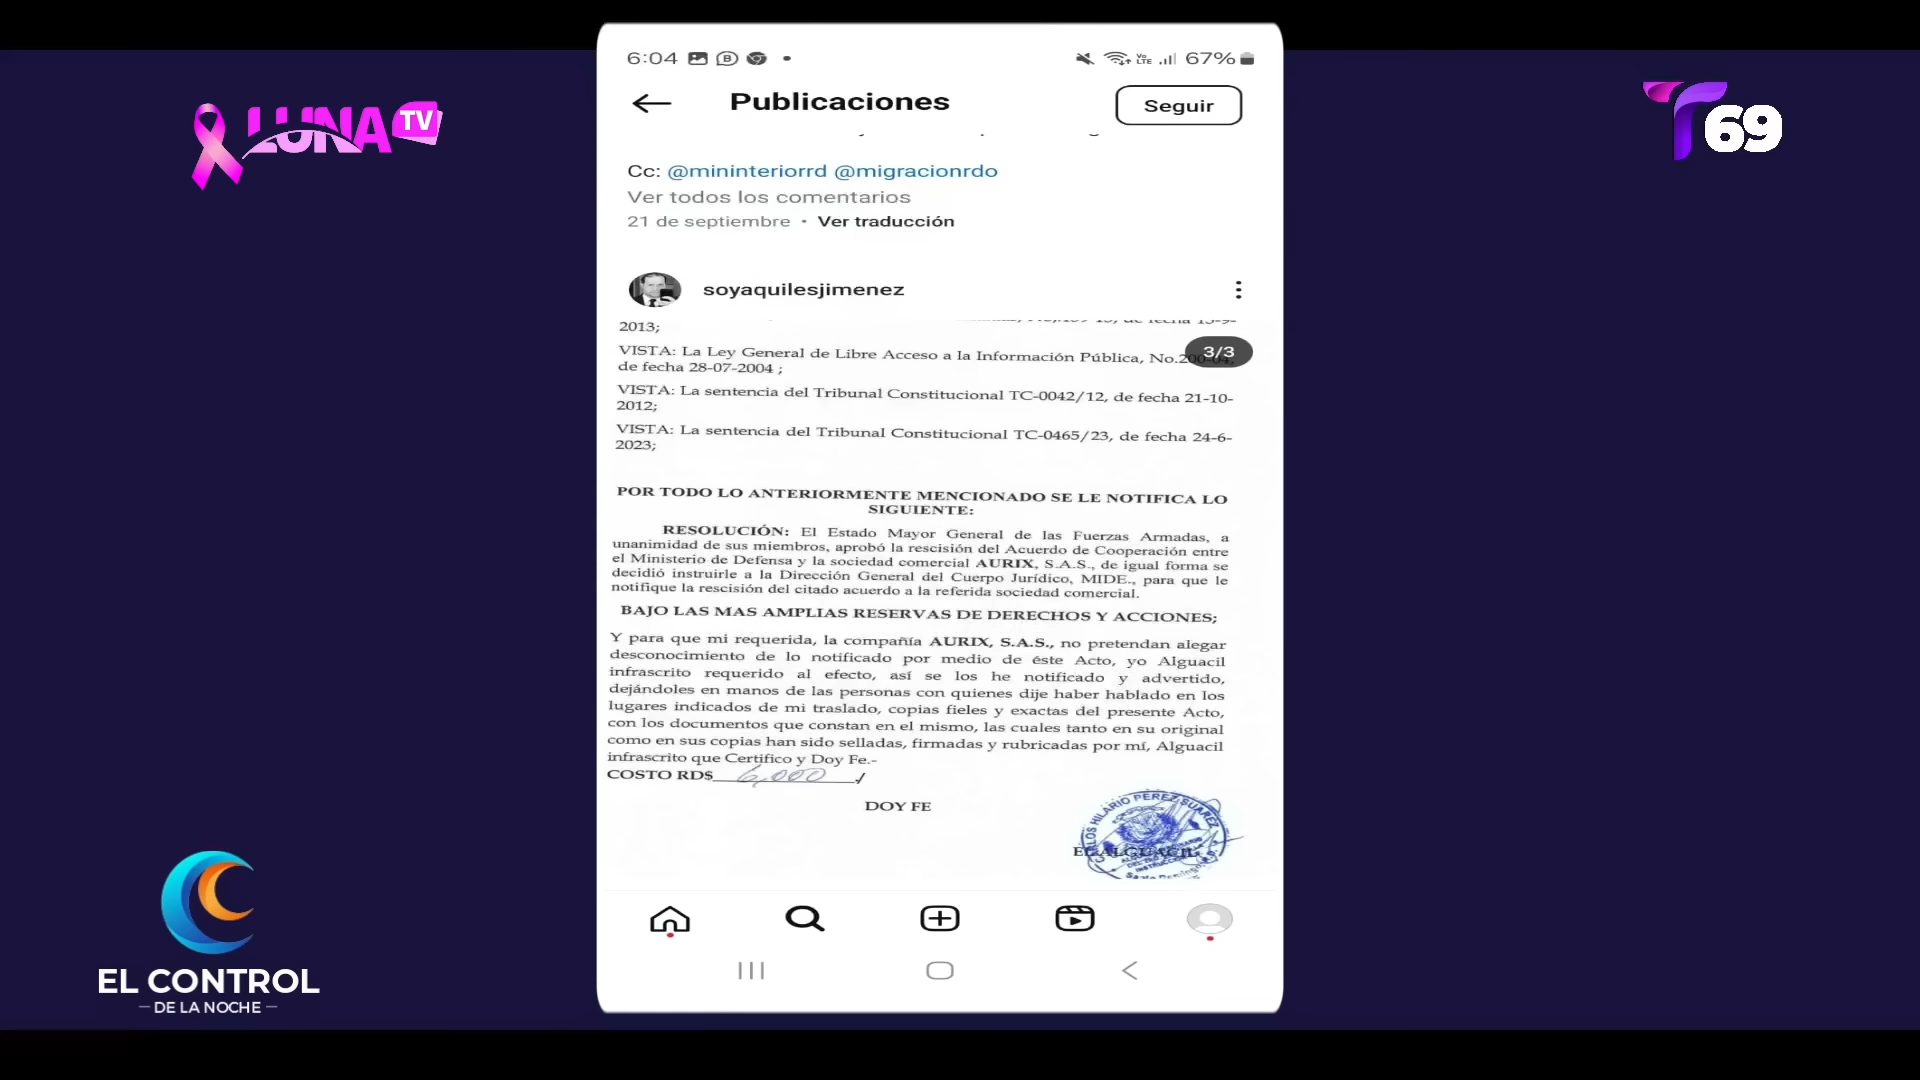 6:04
67%
LUNA TV
T 69
Publicaciones
Seguir
Cc: @mininteriorrd @migracionrdo
Ver todos los comentarios
21 de septiembre • Ver traducción
soyaquilesjimenez
3/3
2013;
VISTA: La Ley General de Libre Acceso a la Información Pública, No.200-04,
de fecha 28-07-2004 ;
VISTA: La sentencia del Tribunal Constitucional TC-0042/12, de fecha 21-10-
2012;
VISTA: La sentencia del Tribunal Constitucional TC-0465/23, de fecha 24-6-
2023;
POR TODO LO ANTERIORMENTE MENCIONADO SE LE NOTIFICA LO
SIGUIENTE:
RESOLUCIÓN: El Estado Mayor General de las Fuerzas Armadas, a
unanimidad de sus miembros, aprobó la rescisión del Acuerdo de Cooperación entre
el Ministerio de Defensa y la sociedad comercial AURIX, S.A.S., de igual forma se
decidió instruirle a la Dirección General del Cuerpo Jurídico, MIDE., para que le
notifique la rescisión del citado acuerdo a la referida sociedad comercial.
BAJO LAS MAS AMPLIAS RESERVAS DE DERECHOS Y ACCIONES;
Y para que mi requerida, la compañía AURIX, S.A.S., no pretendan alegar
desconocimiento de lo notificado por medio de éste Acto, yo Alguacil
infrascrito requerido al efecto, así se los he notificado y advertido,
dejándoles en manos de las personas con quienes dije haber hablado en los
lugares indicados de mi traslado, copias fieles y exactas del presente Acto,
con los documentos que constan en el mismo, las cuales tanto en su original
como en sus copias han sido selladas, firmadas y rubricadas por mí, Alguacil
infrascrito que Certifico y Doy Fe.-
COSTO RD$ 6,000
DOY FE
CARLOS HILARIO PEREZ SUAREZ
EL ALGUACIL
EL CONTROL
DE LA NOCHE